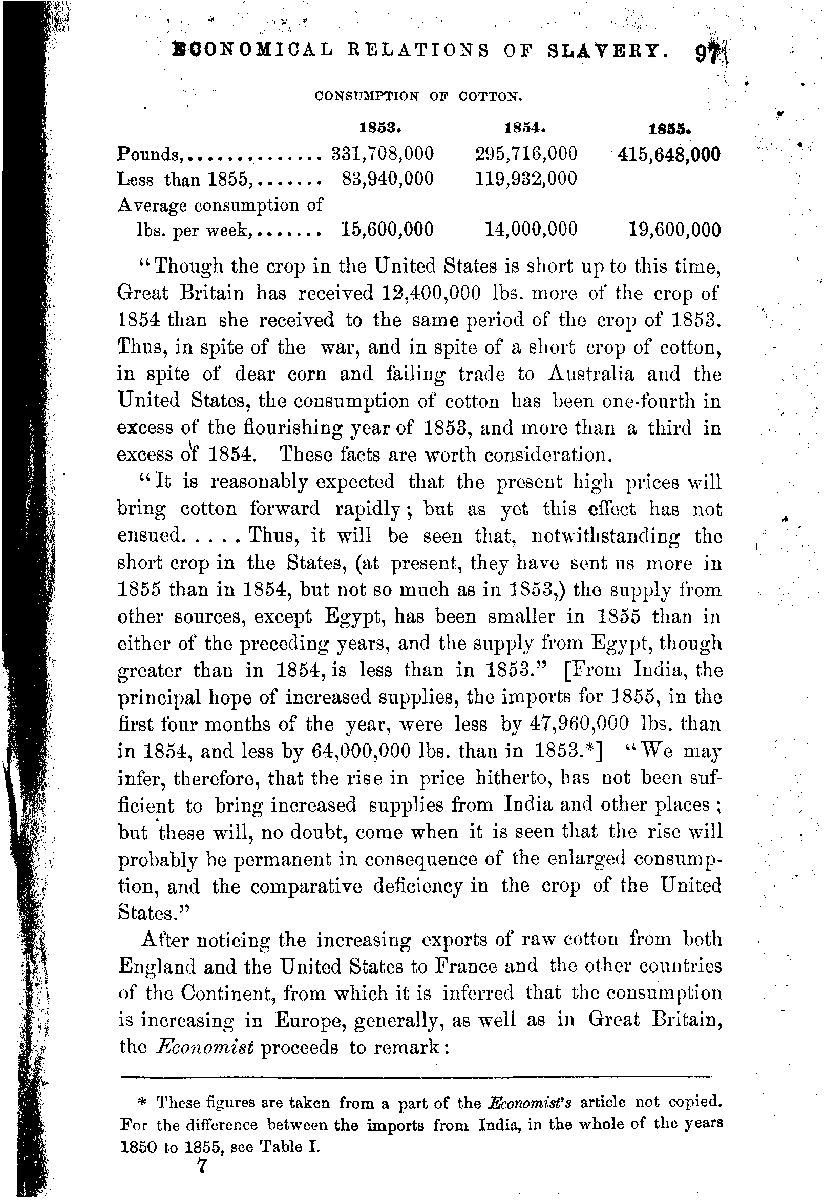 ECONOMICAL RELATIONS OF SLAVERY. 97
CONSUMPTION OF COTTON.
1853. 1854. 1855.
Pounds,.............. 331,708,000 295,716,000 415,648,000
Less than 1855,....... 83,940,000 119,932,000
Average consumption of
lbs. per week,....... 15,600,000 14,000,000 19,600,000
“Though the crop in the United States is short up to this time,
Great Britain has received 12,400,000 lbs. more of the crop of
1854 than she received to the same period of the crop of 1853.
Thus, in spite of the war, and in spite of a short crop of cotton,
in spite of dear corn and failing trade to Australia and the
United States, the consumption of cotton has been one-fourth in
excess of the flourishing year of 1853, and more than a third in
excess of 1854. These facts are worth consideration.
“It is reasonably expected that the present high prices will
bring cotton forward rapidly; but as yet this effect has not
ensued. . . . . Thus, it will be seen that, notwithstanding the
short crop in the States, (at present, they have sent us more in
1855 than in 1854, but not so much as in 1853,) the supply from
other sources, except Egypt, has been smaller in 1855 than in
either of the preceding years, and the supply from Egypt, though
greater than in 1854, is less than in 1853.” [From India, the
principal hope of increased supplies, the imports for 1855, in the
first four months of the year, were less by 47,960,000 lbs. than
in 1854, and less by 64,000,000 lbs. than in 1853.*] “We may
infer, therefore, that the rise in price hitherto, has not been suf-
ficient to bring increased supplies from India and other places;
but these will, no doubt, come when it is seen that the rise will
probably be permanent in consequence of the enlarged consump-
tion, and the comparative deficiency in the crop of the United
States.”
After noticing the increasing exports of raw cotton from both
England and the United States to France and the other countries
of the Continent, from which it is inferred that the consumption
is increasing in Europe, generally, as well as in Great Britain,
the Economist proceeds to remark:
* These figures are taken from a part of the Economist's article not copied.
For the difference between the imports from India, in the whole of the years
1850 to 1855, see Table I.
7